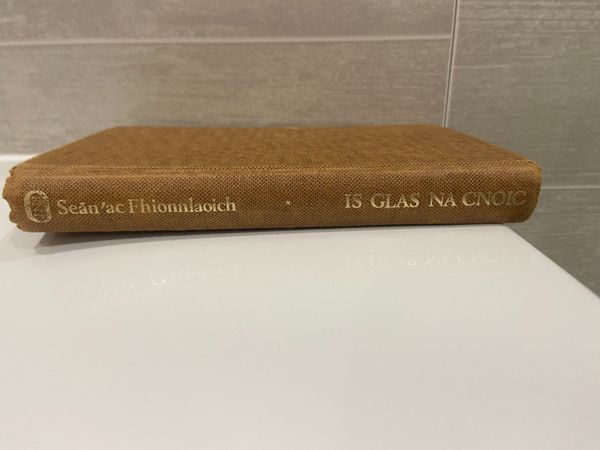 Seán 'ac Fhionnlaoich · IS GLAS NA CNOIC